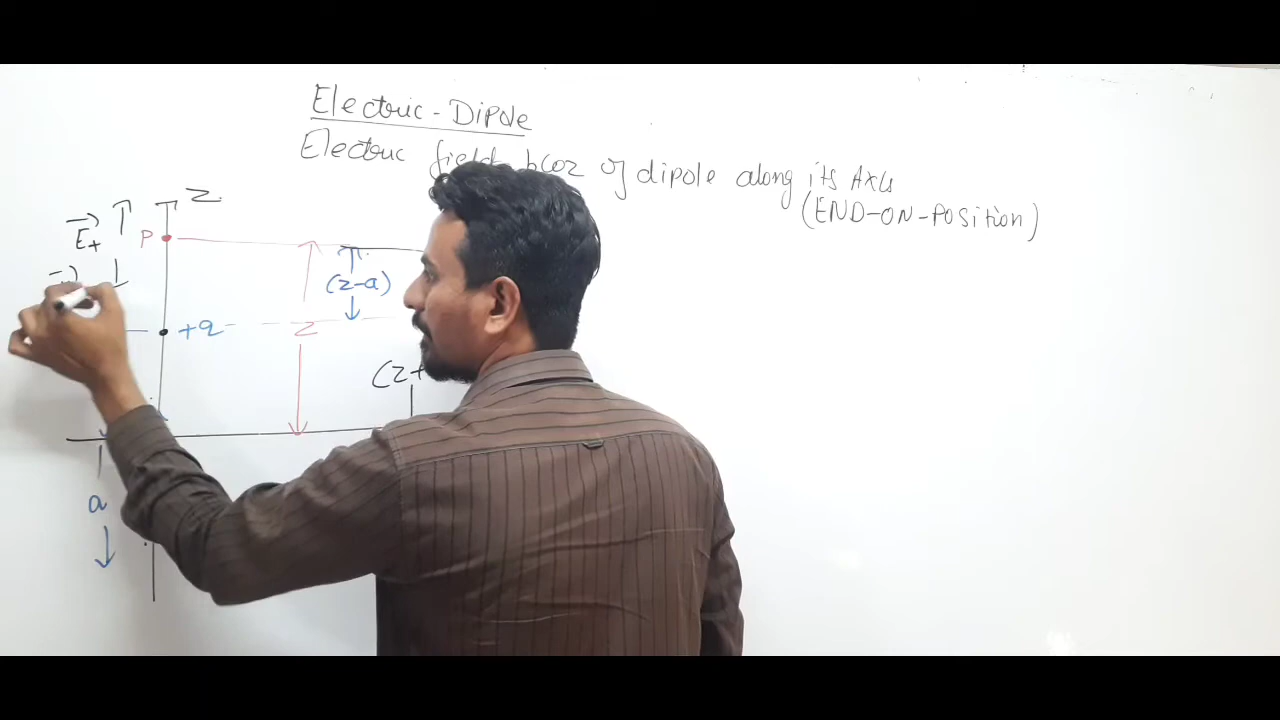 Electric-Dipole
Electric field bcoz of dipole along its Axis
(END-ON-POSITION)
Z
E+
P
(z-a)
+q
z
(z+
a